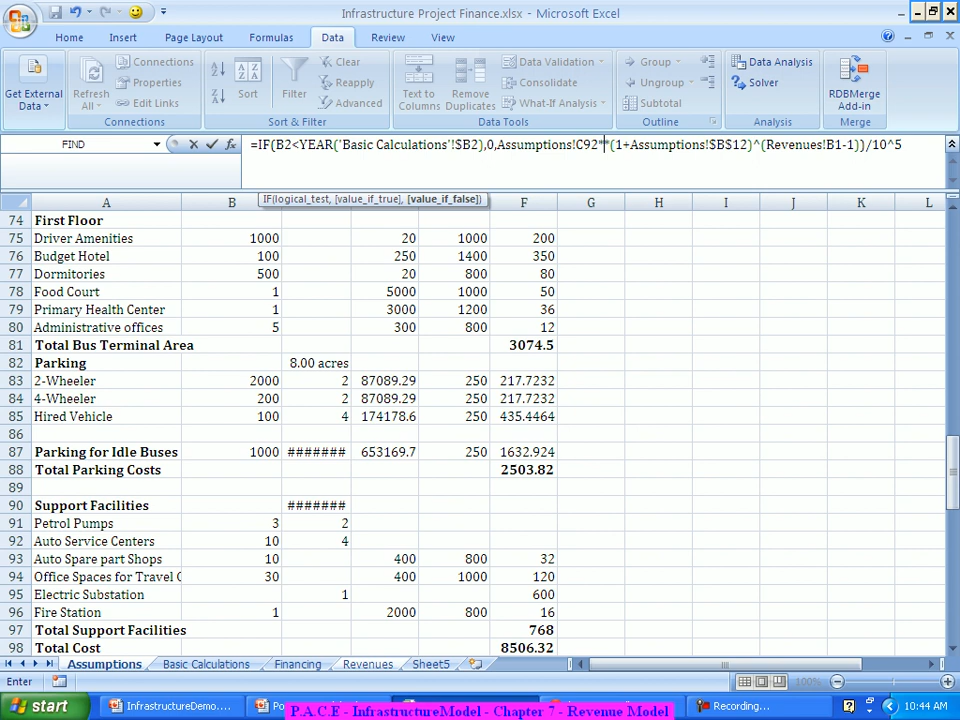 Infrastructure Project Finance.xlsx - Microsoft Excel
Home Insert Page Layout Formulas Data Review View
Get External Data
Refresh All
Connections
Properties
Edit Links
Connections
Sort
Filter
Clear
Reapply
Advanced
Sort & Filter
Text to Columns
Remove Duplicates
Data Validation
Consolidate
What-If Analysis
Data Tools
Group
Ungroup
Subtotal
Outline
Data Analysis
Solver
Analysis
RDBMerge Add-in
Merge
FIND
fx
=IF(B2<YEAR('Basic Calculations'!$B2),0,Assumptions!C92**(1+Assumptions!$B$12)^(Revenues!B1-1))/10^5
IF(logical_test, [value_if_true], [value_if_false])
A B F G H I J K L
74 First Floor
75 Driver Amenities 1000 20 1000 200
76 Budget Hotel 100 250 1400 350
77 Dormitories 500 20 800 80
78 Food Court 1 5000 1000 50
79 Primary Health Center 1 3000 1200 36
80 Administrative offices 5 300 800 12
81 Total Bus Terminal Area 3074.5
82 Parking 8.00 acres
83 2-Wheeler 2000 2 87089.29 250 217.7232
84 4-Wheeler 200 2 87089.29 250 217.7232
85 Hired Vehicle 100 4 174178.6 250 435.4464
86
87 Parking for Idle Buses 1000 ####### 653169.7 250 1632.924
88 Total Parking Costs 2503.82
89
90 Support Facilities #######
91 Petrol Pumps 3 2
92 Auto Service Centers 10 4
93 Auto Spare part Shops 10 400 800 32
94 Office Spaces for Travel 30 400 1000 120
95 Electric Substation 1 600
96 Fire Station 1 2000 800 16
97 Total Support Facilities 768
98 Total Cost 8506.32
Assumptions Basic Calculations Financing Revenues Sheet5
Enter 100%
start InfrastructureDemo.... Recording... 10:44 AM
P.A.C.E - InfrastructureModel - Chapter 7 - Revenue Model